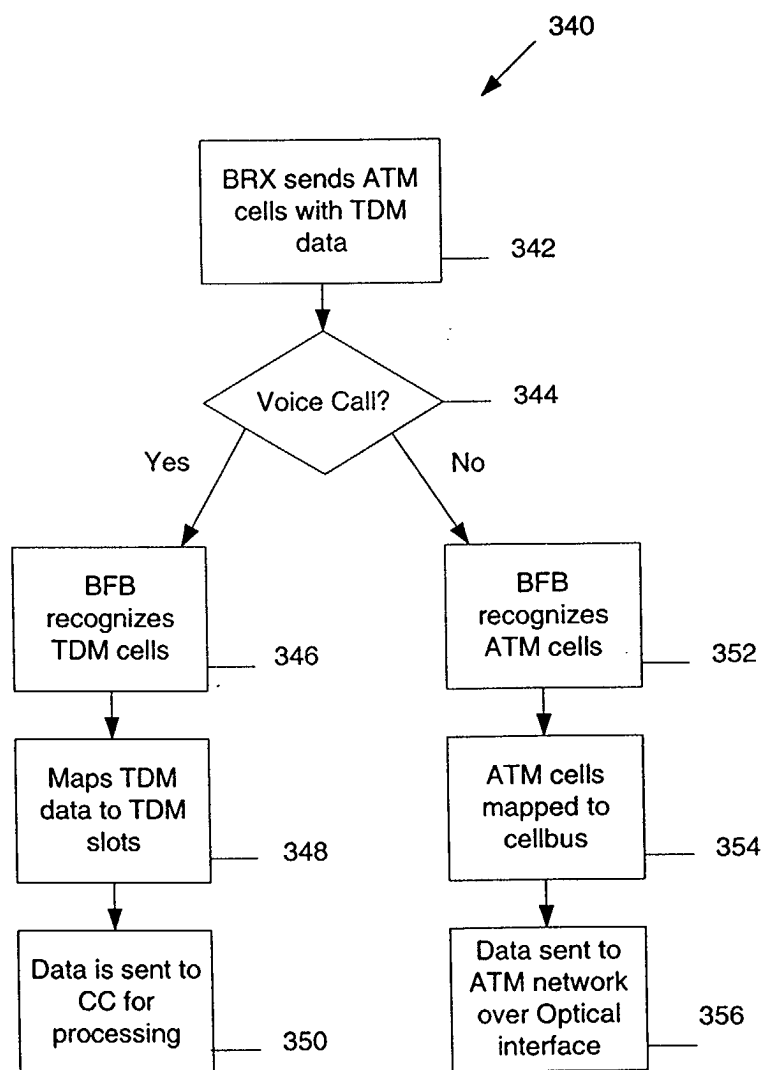 340
BRX sends ATM
cells with TDM
data
342
Voice Call?
344
Yes
No
BFB
recognizes
TDM cells
346
BFB
recognizes
ATM cells
352
Maps TDM
data to TDM
slots
348
ATM cells
mapped to
cellbus
354
Data is sent to
CC for
processing
350
Data sent to
ATM network
over Optical
interface
356